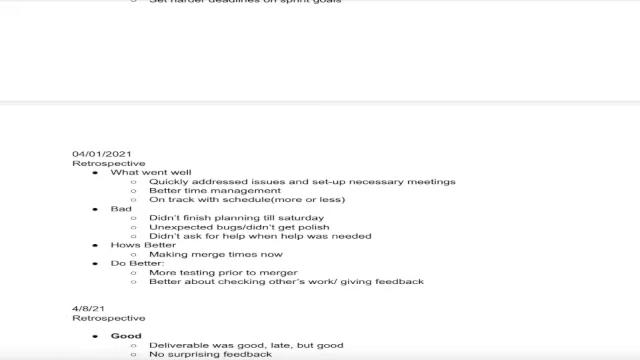 ○ Set harder deadlines on sprint goals
04/01/2021
Retrospective
● What went well
○ Quickly addressed issues and set-up necessary meetings
○ Better time management
○ On track with schedule(more or less)
● Bad
○ Didn't finish planning till saturday
○ Unexpected bugs/didn't get polish
○ Didn't ask for help when help was needed
● Hows Better
○ Making merge times now
● Do Better:
○ More testing prior to merger
○ Better about checking other's work/ giving feedback
4/8/21
Retrospective
● Good
○ Deliverable was good, late, but good
○ No surprising feedback